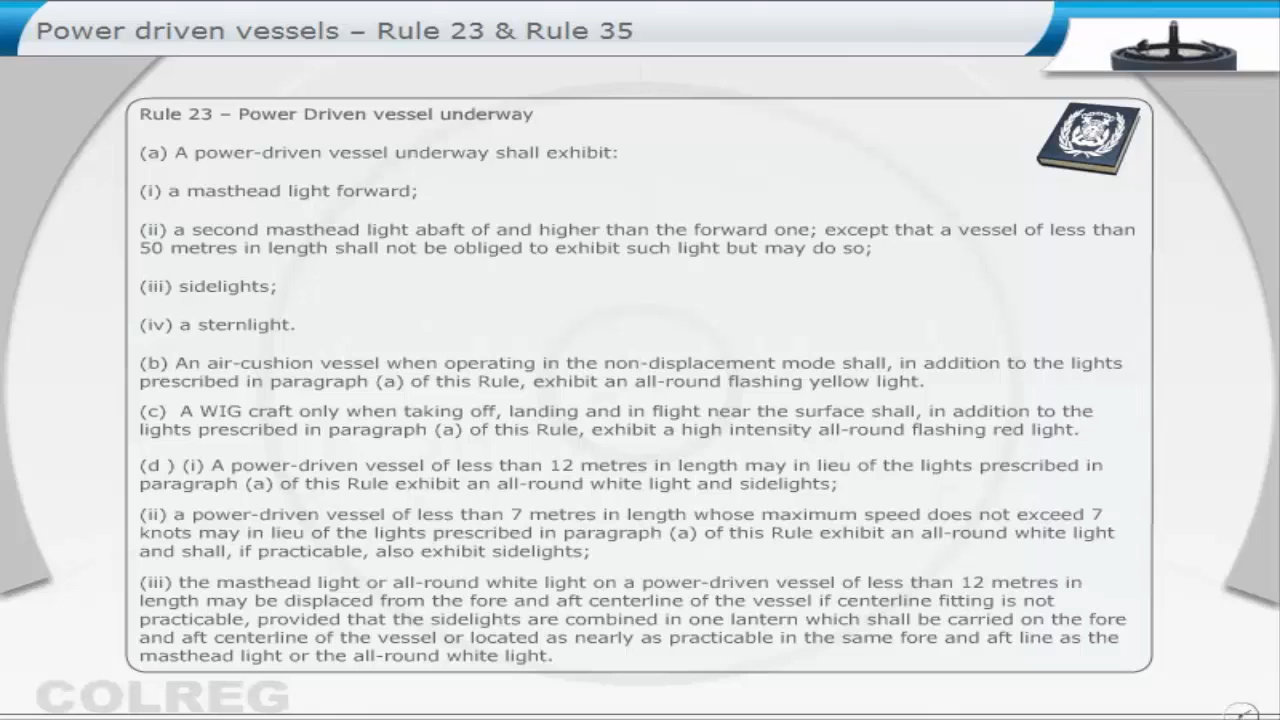 Power driven vessels – Rule 23 & Rule 35
Rule 23 – Power Driven vessel underway
(a) A power-driven vessel underway shall exhibit:
(i) a masthead light forward;
(ii) a second masthead light abaft of and higher than the forward one; except that a vessel of less than
50 metres in length shall not be obliged to exhibit such light but may do so;
(iii) sidelights;
(iv) a sternlight.
(b) An air-cushion vessel when operating in the non-displacement mode shall, in addition to the lights
prescribed in paragraph (a) of this Rule, exhibit an all-round flashing yellow light.
(c) A WIG craft only when taking off, landing and in flight near the surface shall, in addition to the
lights prescribed in paragraph (a) of this Rule, exhibit a high intensity all-round flashing red light.
(d ) (i) A power-driven vessel of less than 12 metres in length may in lieu of the lights prescribed in
paragraph (a) of this Rule exhibit an all-round white light and sidelights;
(ii) a power-driven vessel of less than 7 metres in length whose maximum speed does not exceed 7
knots may in lieu of the lights prescribed in paragraph (a) of this Rule exhibit an all-round white light
and shall, if practicable, also exhibit sidelights;
(iii) the masthead light or all-round white light on a power-driven vessel of less than 12 metres in
length may be displaced from the fore and aft centerline of the vessel if centerline fitting is not
practicable, provided that the sidelights are combined in one lantern which shall be carried on the fore
and aft centerline of the vessel or located as nearly as practicable in the same fore and aft line as the
masthead light or the all-round white light.
COLREG